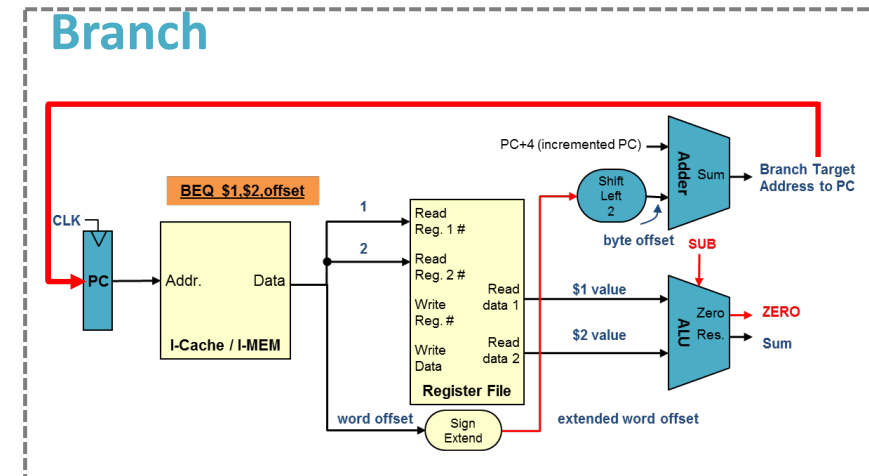 Branch
PC+4 (incremented PC)
Adder
Sum
Branch Target
Address to PC
Shift
Left
2
byte offset
SUB
BEQ $1,$2,offset
CLK
PC
Addr.
Data
I-Cache / I-MEM
1
2
Read
Reg. 1 #
Read
Reg. 2 #
Write
Reg. #
Write
Data
Read
data 1
Read
data 2
Register File
$1 value
$2 value
ALU
Zero
Res.
ZERO
Sum
word offset
Sign
Extend
extended word offset